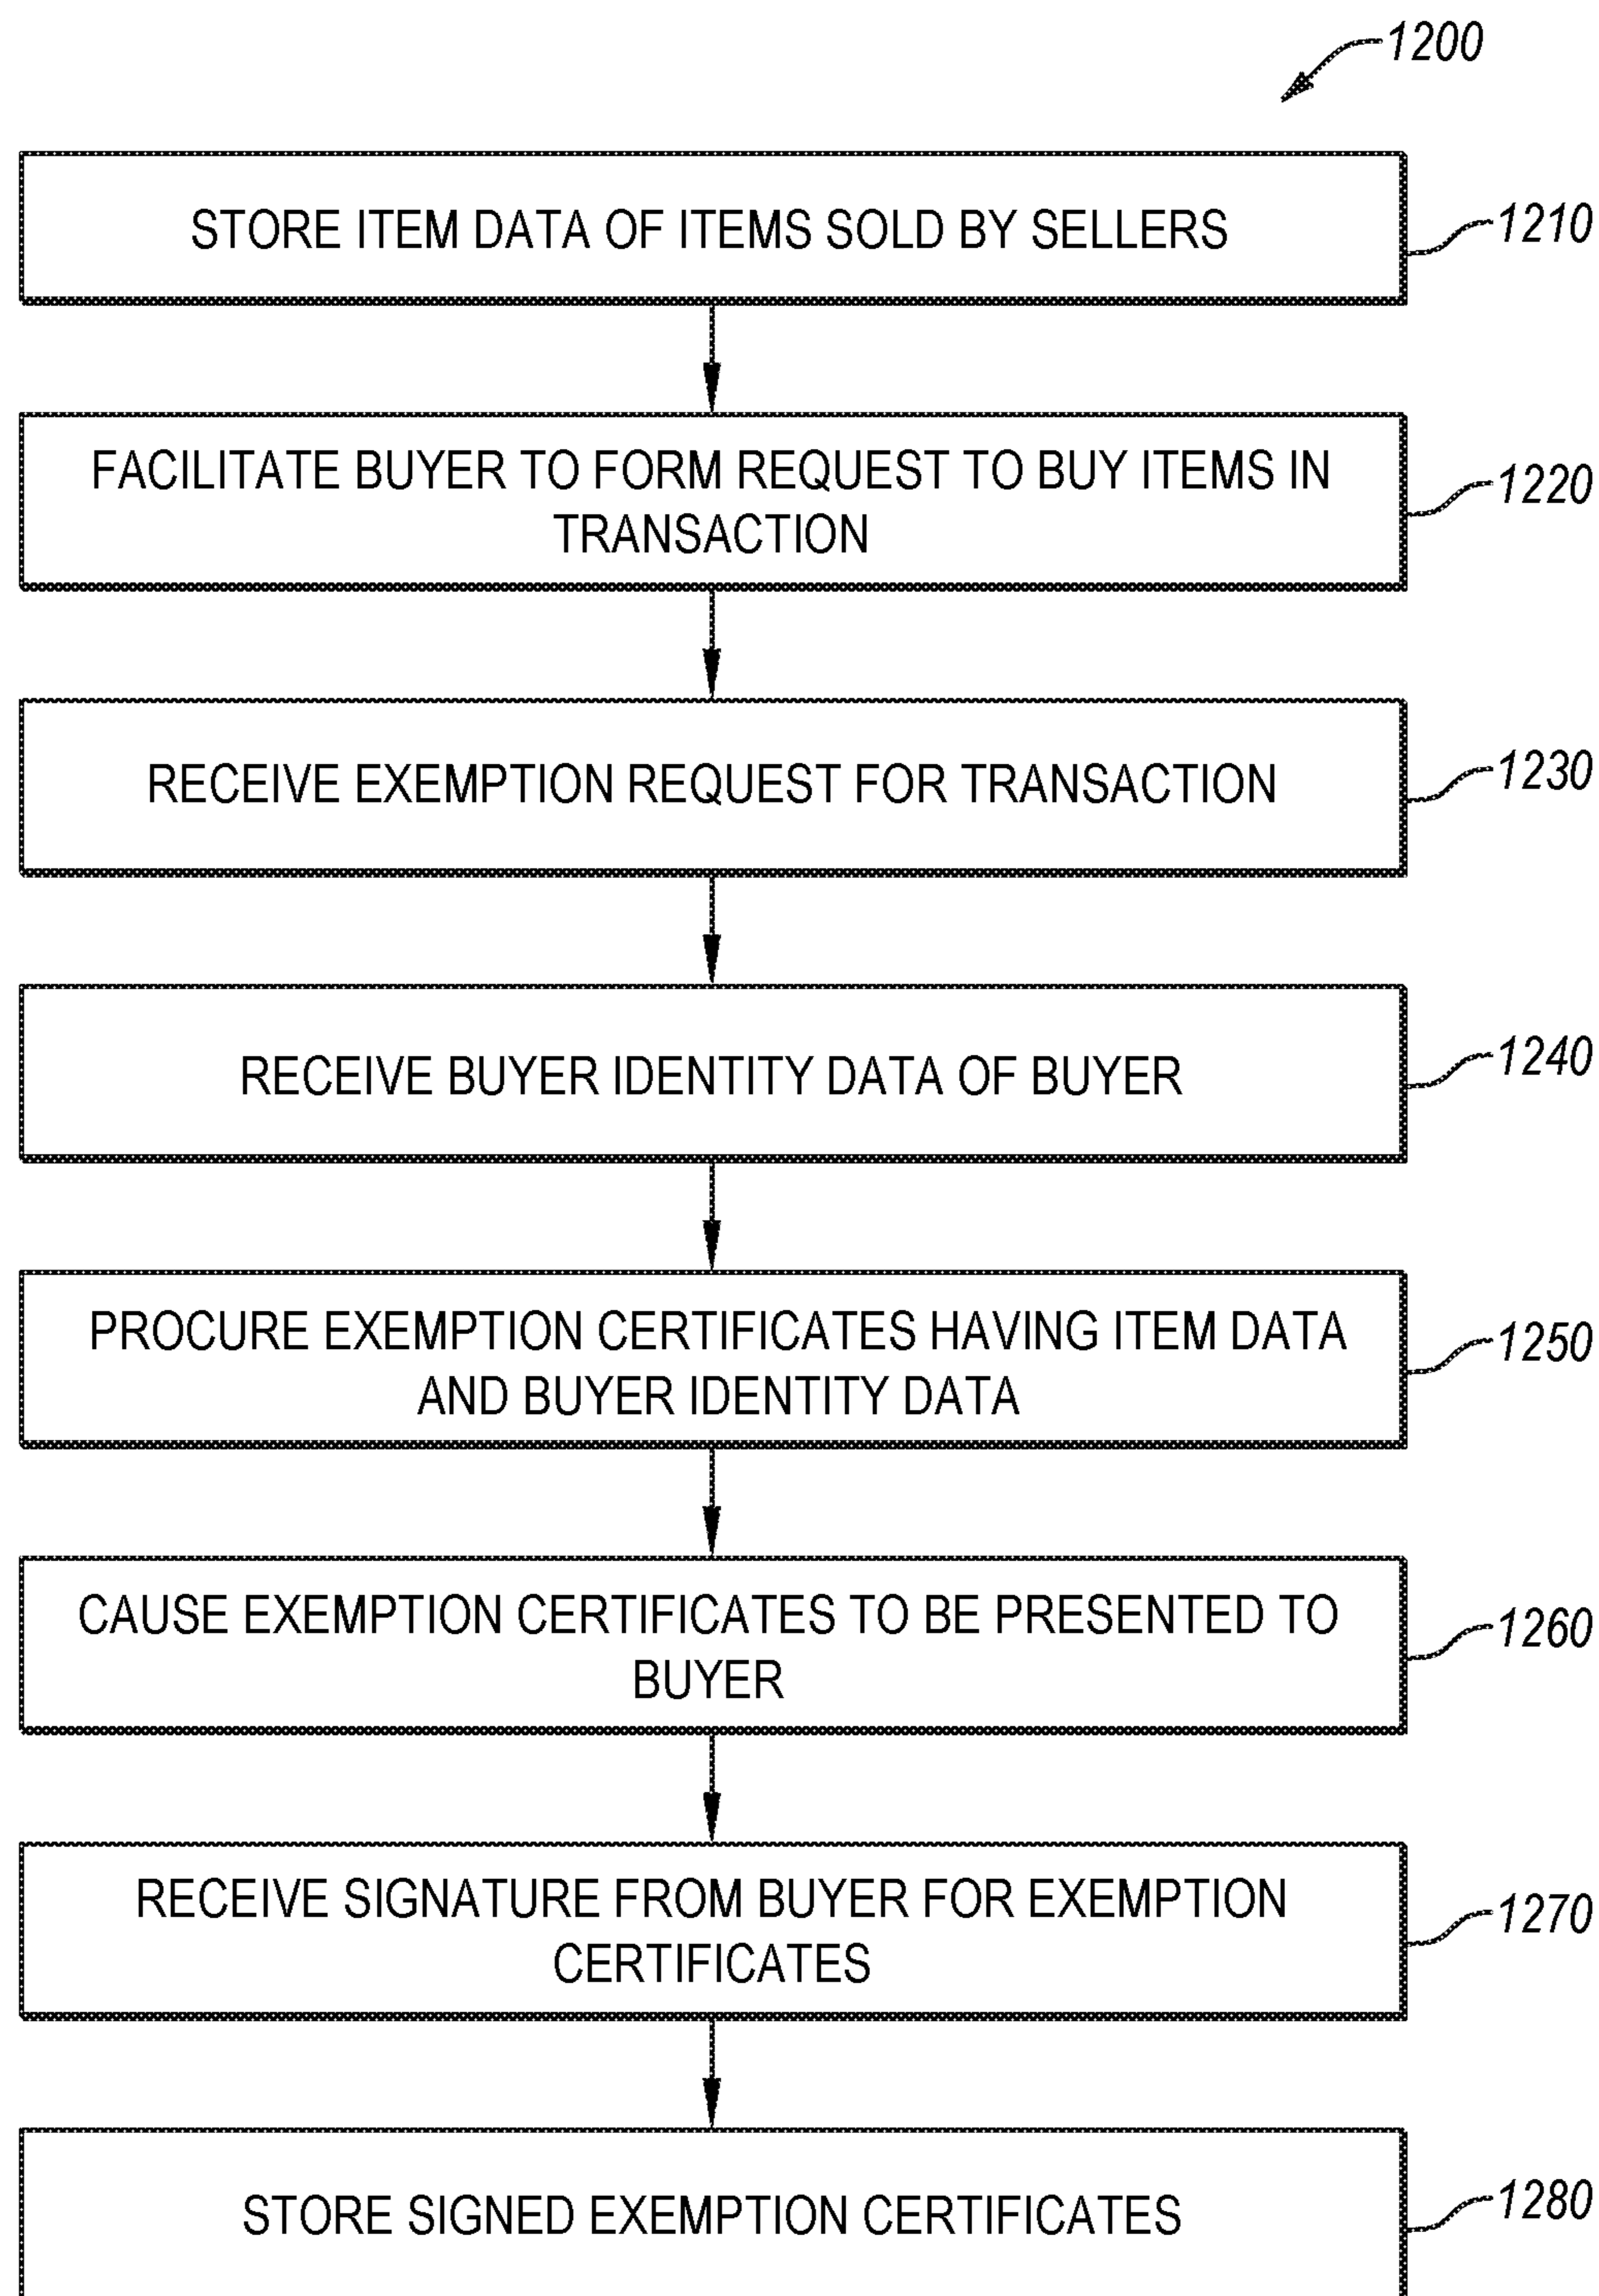 1200
STORE ITEM DATA OF ITEMS SOLD BY SELLERS
1210
FACILITATE BUYER TO FORM REQUEST TO BUY ITEMS IN
TRANSACTION
1220
RECEIVE EXEMPTION REQUEST FOR TRANSACTION
1230
RECEIVE BUYER IDENTITY DATA OF BUYER
1240
PROCURE EXEMPTION CERTIFICATES HAVING ITEM DATA
AND BUYER IDENTITY DATA
1250
CAUSE EXEMPTION CERTIFICATES TO BE PRESENTED TO
BUYER
1260
RECEIVE SIGNATURE FROM BUYER FOR EXEMPTION
CERTIFICATES
1270
STORE SIGNED EXEMPTION CERTIFICATES
1280